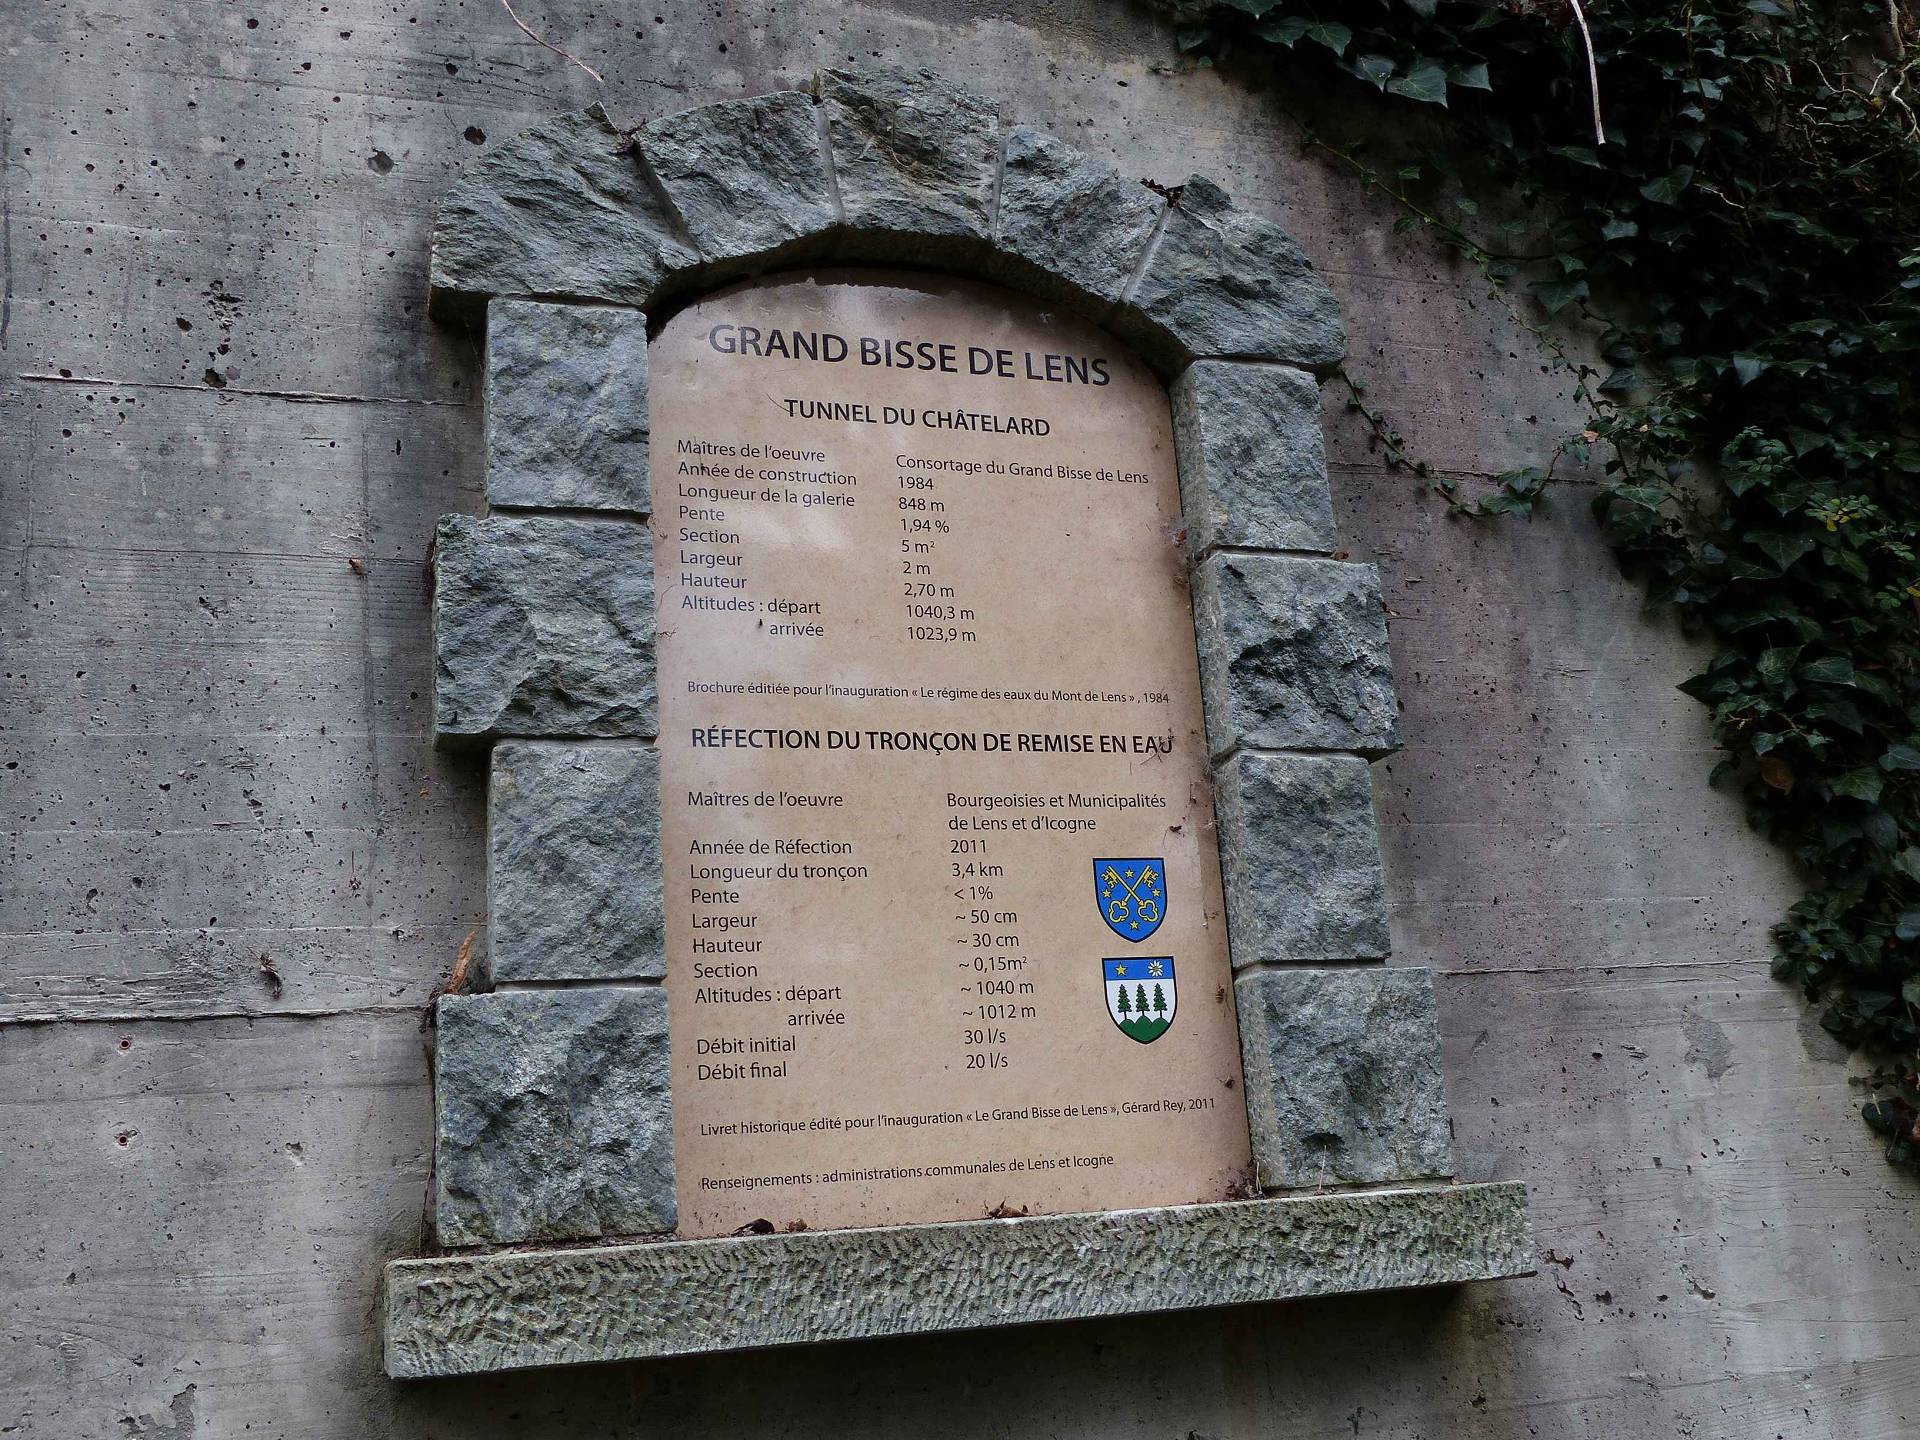 GRAND BISSE DE LENS
TUNNEL DU CHÂTELARD
Maîtres de l'oeuvre Consortage du Grand Bisse de Lens
Année de construction 1984
Longueur de la galerie 848 m
Pente 1,94 %
Section 5 m²
Largeur 2 m
Hauteur 2,70 m
Altitudes : départ 1040,3 m
arrivée 1023,9 m
Brochure éditiée pour l'inauguration « Le régime des eaux du Mont de Lens » , 1984
RÉFECTION DU TRONÇON DE REMISE EN EAU
Maîtres de l'oeuvre Bourgeoisies et Municipalités
de Lens et d'Icogne
Année de Réfection 2011
Longueur du tronçon 3,4 km
Pente < 1%
Largeur ~ 50 cm
Hauteur ~ 30 cm
Section ~ 0,15m²
Altitudes : départ ~ 1040 m
arrivée ~ 1012 m
Débit initial 30 l/s
Débit final 20 l/s
Livret historique édité pour l'inauguration « Le Grand Bisse de Lens », Gérard Rey, 2011
Renseignements : administrations communales de Lens et Icogne